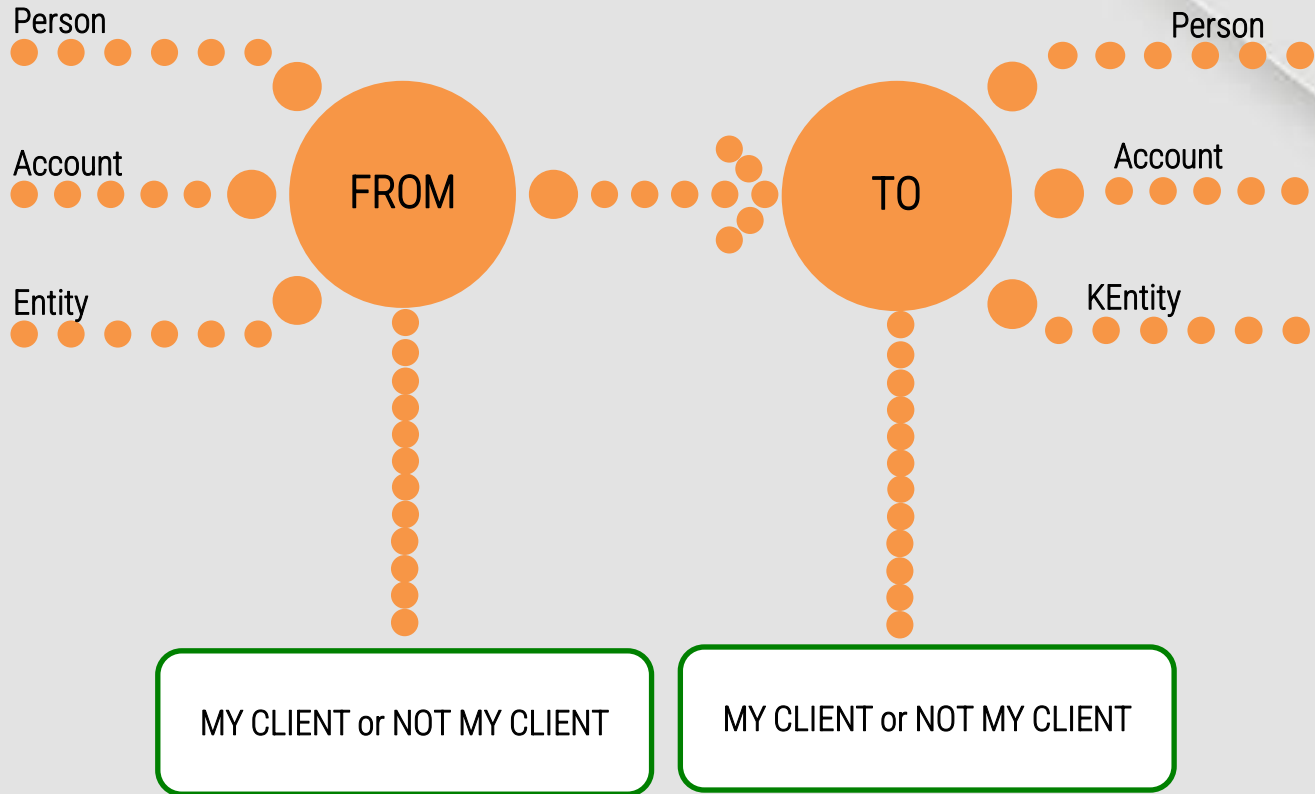 Person
Person
Account
Account
FROM
TO
Entity
KEntity
MY CLIENT or NOT MY CLIENT
MY CLIENT or NOT MY CLIENT